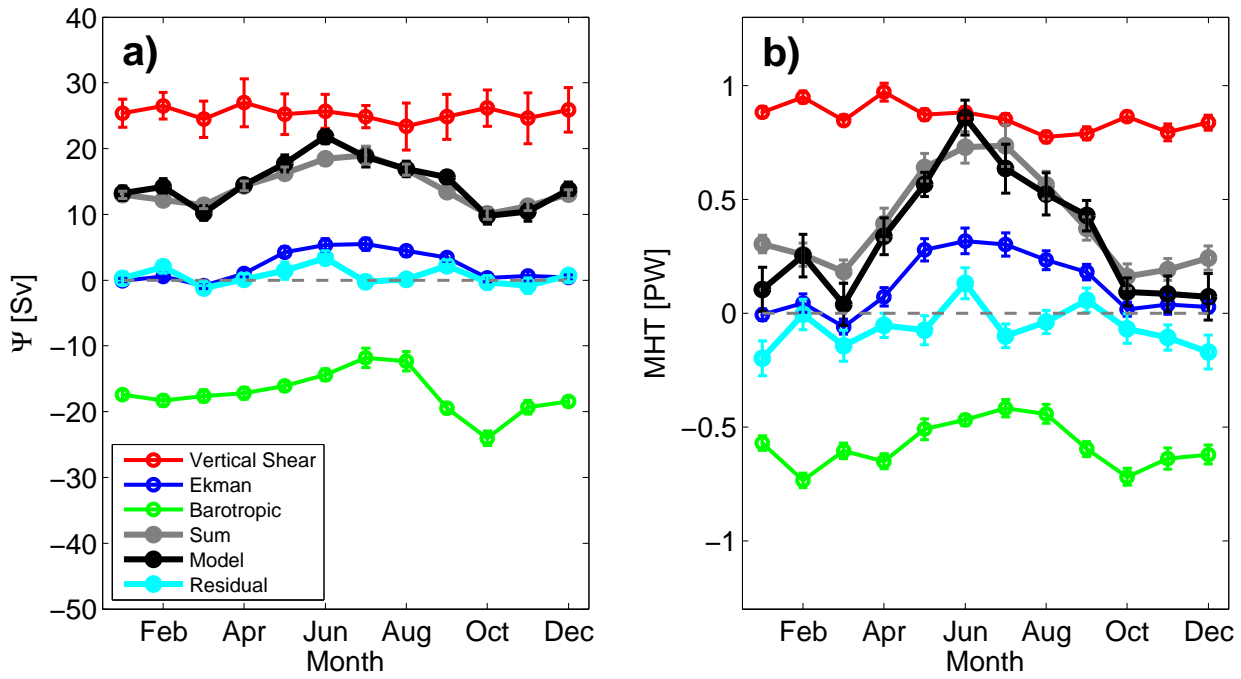 a)
40
30
20
10
0
−10
−20
−30
−40
−50
Ψ [Sv]
Vertical Shear
Ekman
Barotropic
Sum
Model
Residual
Feb Apr Jun Aug Oct Dec
Month
b)
1
0.5
0
−0.5
−1
MHT [PW]
Feb Apr Jun Aug Oct Dec
Month